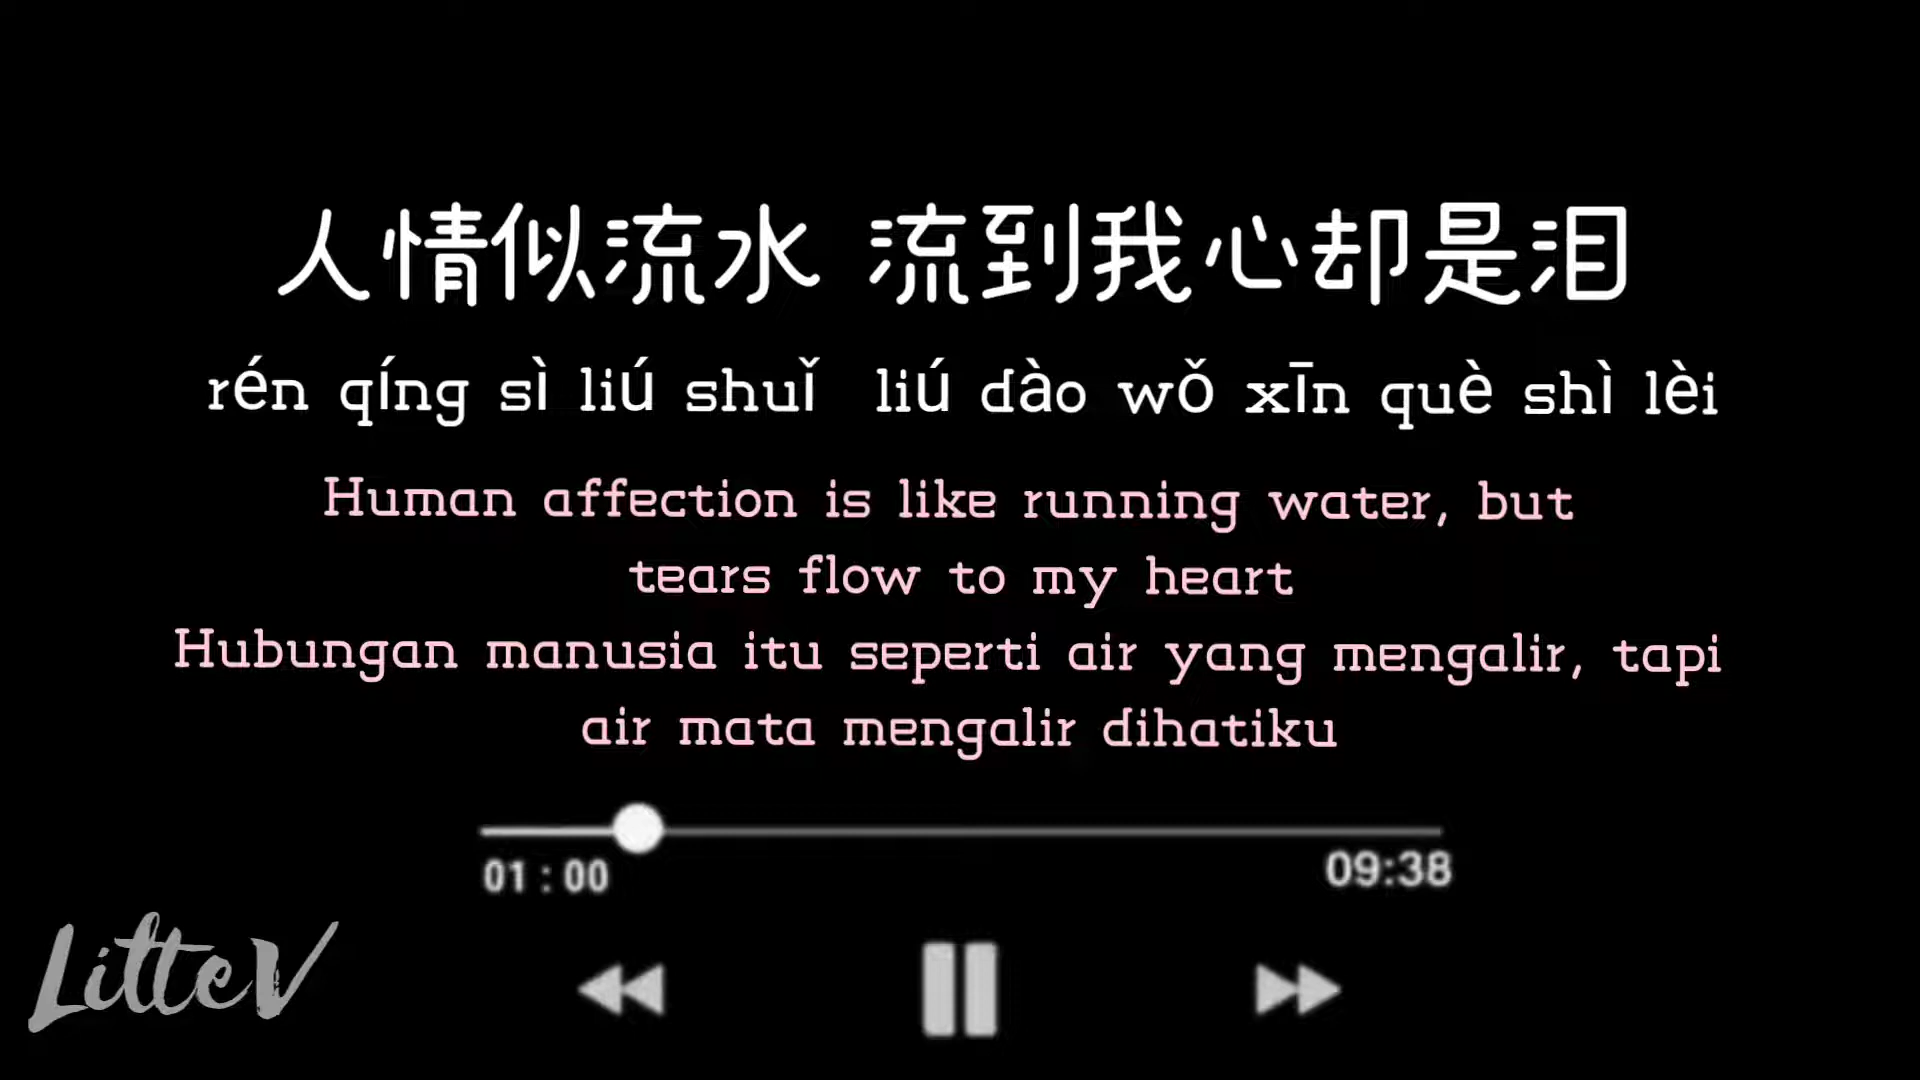 人情似流水 流到我心却是泪
rén qíng sì liú shuǐ liú dào wǒ xīn què shì lèi
Human affection is like running water, but
tears flow to my heart
Hubungan manusia itu seperti air yang mengalir, tapi
air mata mengalir dihatiku
01 : 00
09:38
LitteV